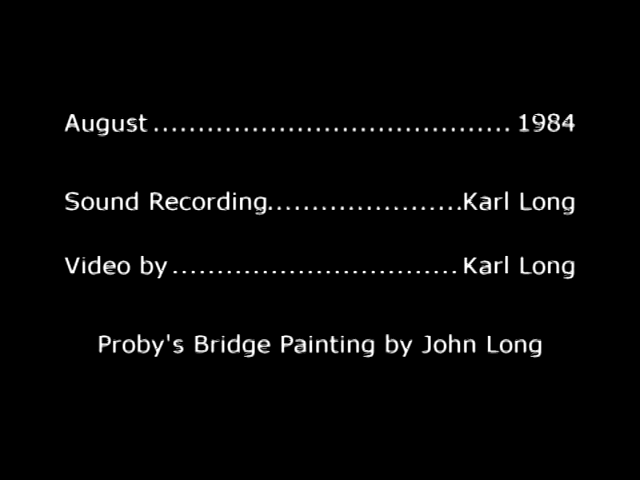 August........................................ 1984
Sound Recording......................Karl Long
Video by................................ Karl Long
Proby's Bridge Painting by John Long